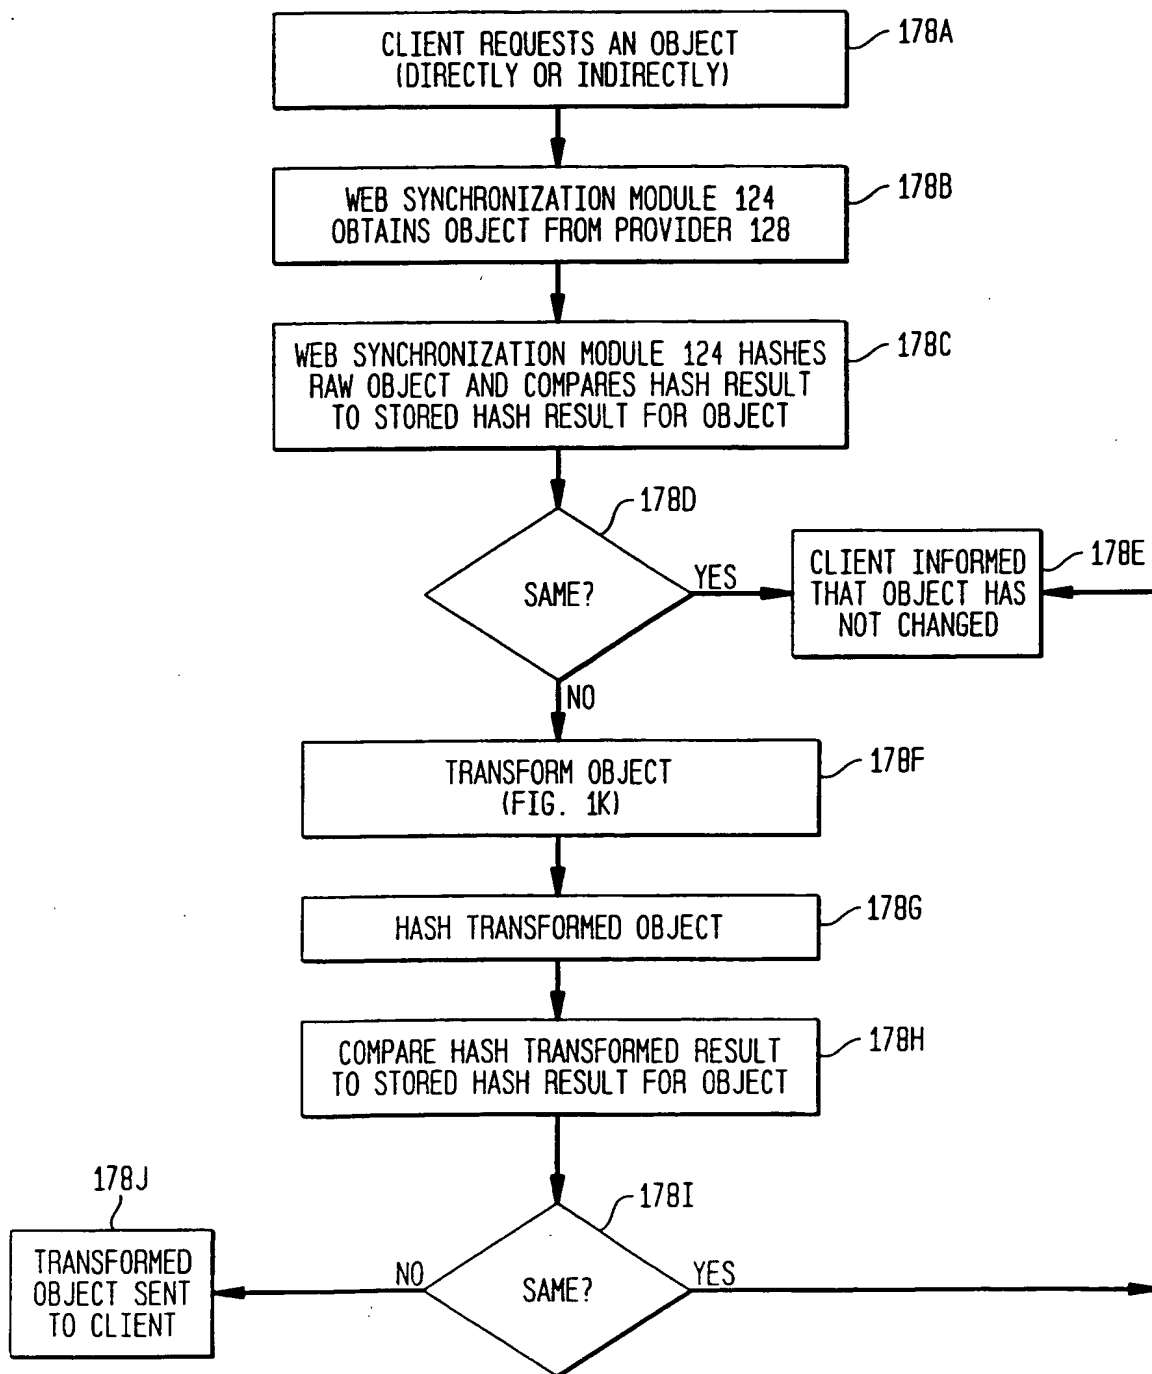 CLIENT REQUESTS AN OBJECT
(DIRECTLY OR INDIRECTLY)
178A
WEB SYNCHRONIZATION MODULE 124
OBTAINS OBJECT FROM PROVIDER 128
178B
WEB SYNCHRONIZATION MODULE 124 HASHES
RAW OBJECT AND COMPARES HASH RESULT
TO STORED HASH RESULT FOR OBJECT
178C
178D
SAME?
YES
CLIENT INFORMED
THAT OBJECT HAS
NOT CHANGED
178E
NO
TRANSFORM OBJECT
(FIG. 1K)
178F
HASH TRANSFORMED OBJECT
178G
COMPARE HASH TRANSFORMED RESULT
TO STORED HASH RESULT FOR OBJECT
178H
178I
SAME?
YES
NO
178J
TRANSFORMED
OBJECT SENT
TO CLIENT